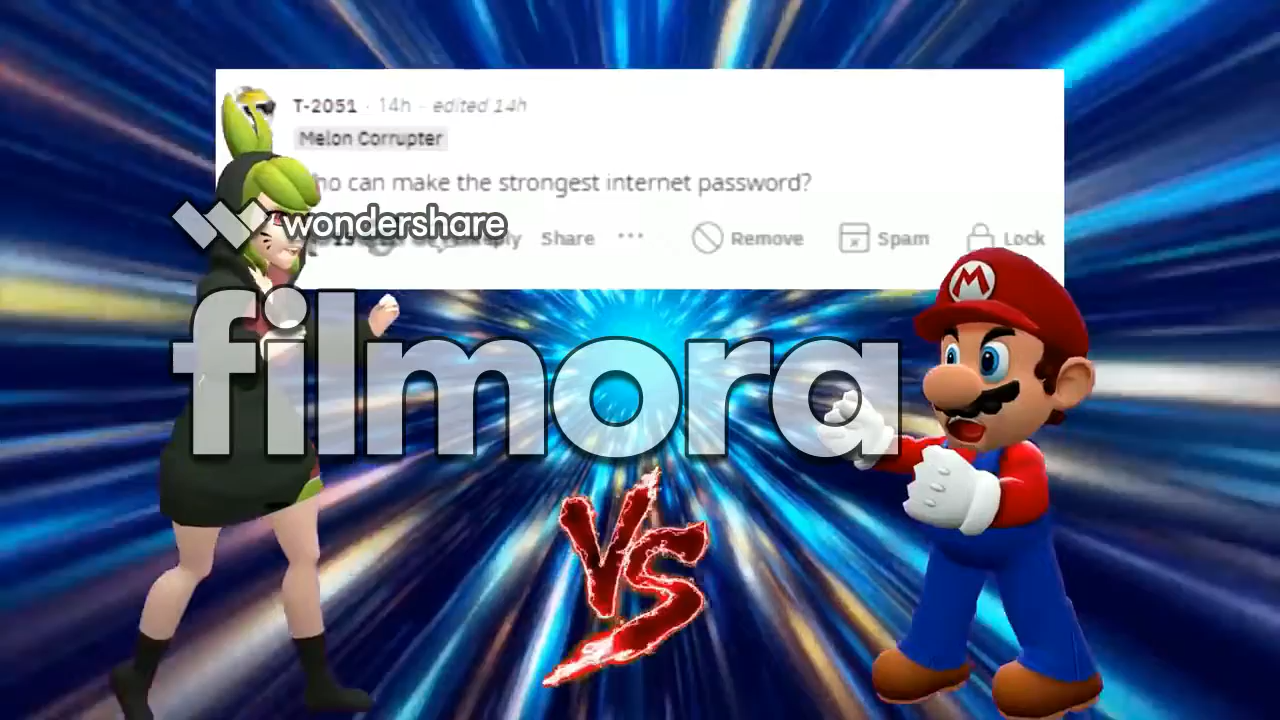 T-2051 · 14h · edited 14h
Melon Corrupter
ho can make the strongest internet password?
wondershare
Share ··· Remove Spam Lock
M
filmora
VS